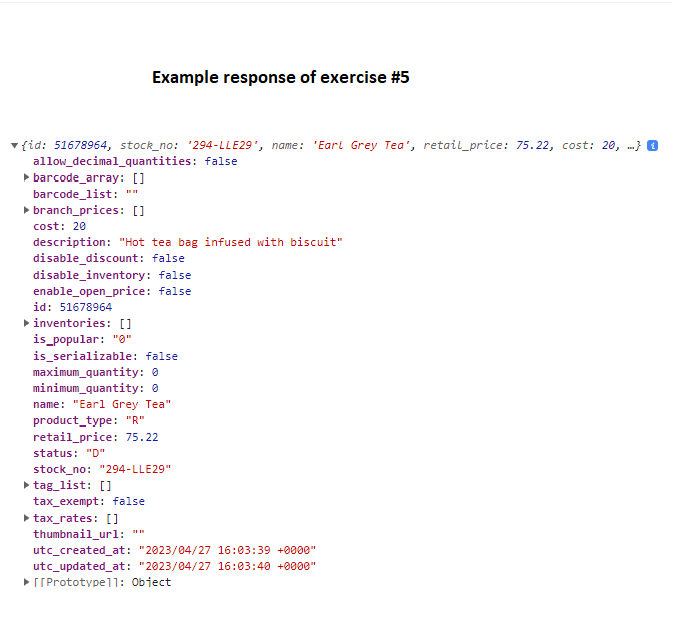 Example response of exercise #5
{id: 51678964, stock_no: '294-LLE29', name: 'Earl Grey Tea', retail_price: 75.22, cost: 20, …}
allow_decimal_quantities: false
barcode_array: []
barcode_list: ""
branch_prices: []
cost: 20
description: "Hot tea bag infused with biscuit"
disable_discount: false
disable_inventory: false
enable_open_price: false
id: 51678964
inventories: []
is_popular: "0"
is_serializable: false
maximum_quantity: 0
minimum_quantity: 0
name: "Earl Grey Tea"
product_type: "R"
retail_price: 75.22
status: "D"
stock_no: "294-LLE29"
tag_list: []
tax_exempt: false
tax_rates: []
thumbnail_url: ""
utc_created_at: "2023/04/27 16:03:39 +0000"
utc_updated_at: "2023/04/27 16:03:40 +0000"
[[Prototype]]: Object